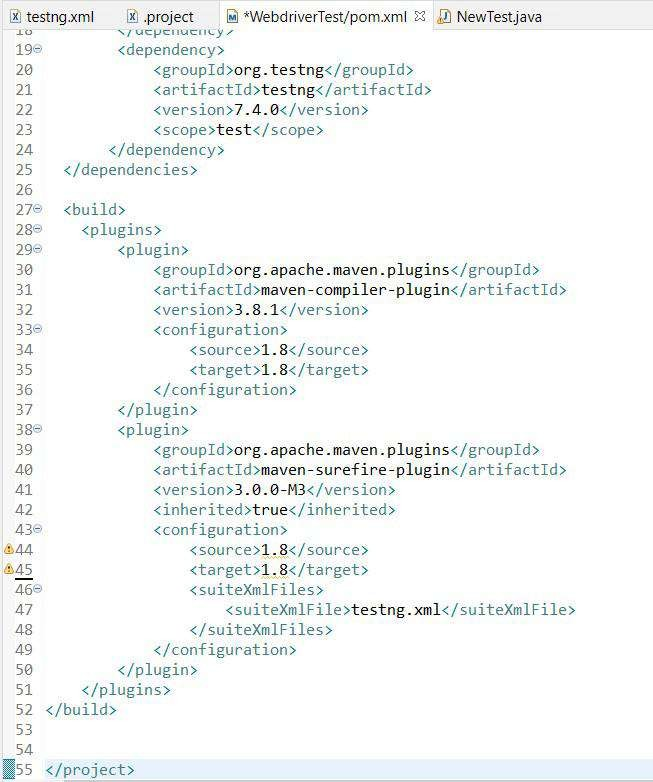 testng.xml .project *WebdriverTest/pom.xml NewTest.java
18 </dependency>
19 <dependency>
20 <groupId>org.testng</groupId>
21 <artifactId>testng</artifactId>
22 <version>7.4.0</version>
23 <scope>test</scope>
24 </dependency>
25 </dependencies>
26
27 <build>
28 <plugins>
29 <plugin>
30 <groupId>org.apache.maven.plugins</groupId>
31 <artifactId>maven-compiler-plugin</artifactId>
32 <version>3.8.1</version>
33 <configuration>
34 <source>1.8</source>
35 <target>1.8</target>
36 </configuration>
37 </plugin>
38 <plugin>
39 <groupId>org.apache.maven.plugins</groupId>
40 <artifactId>maven-surefire-plugin</artifactId>
41 <version>3.0.0-M3</version>
42 <inherited>true</inherited>
43 <configuration>
44 <source>1.8</source>
45 <target>1.8</target>
46 <suiteXmlFiles>
47 <suiteXmlFile>testng.xml</suiteXmlFile>
48 </suiteXmlFiles>
49 </configuration>
50 </plugin>
51 </plugins>
52 </build>
53
54
55 </project>